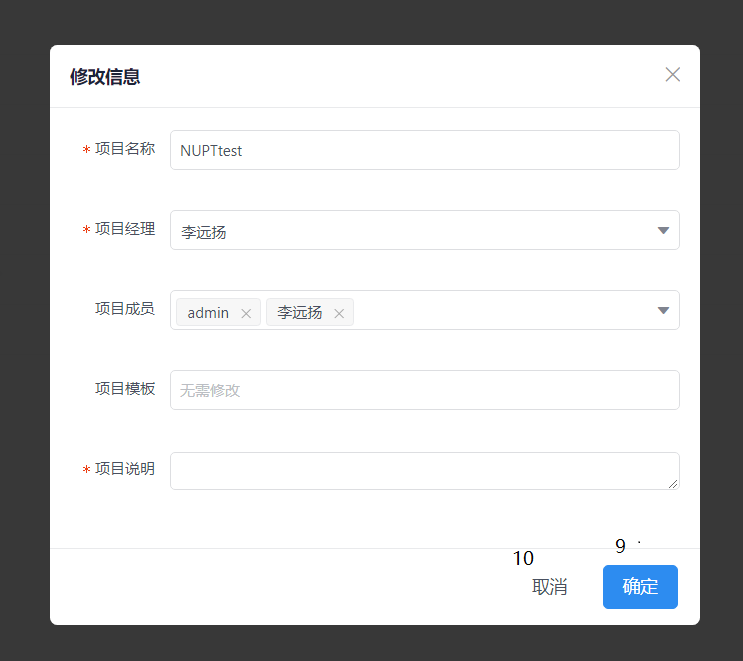 修改信息
* 项目名称 NUPTtest
* 项目经理 李远扬
项目成员 admin 李远扬
项目模板 无需修改
* 项目说明
10 9
取消 确定